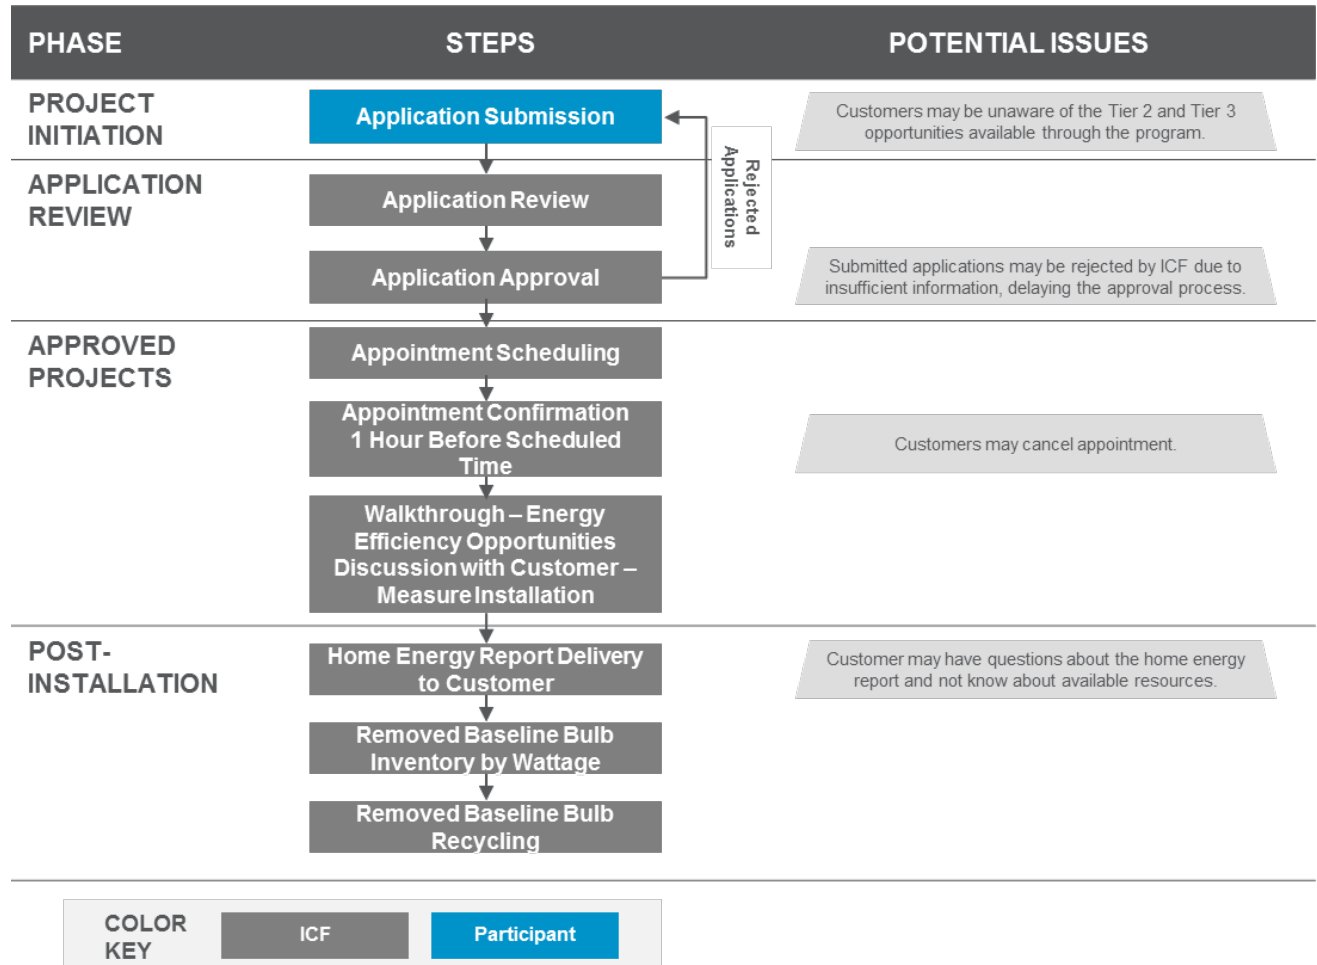 PHASE
STEPS
POTENTIAL ISSUES
PROJECT
INITIATION
Application Submission
Customers may be unaware of the Tier 2 and Tier 3
opportunities available through the program.
Rejected
Applications
APPLICATION
REVIEW
Application Review
Application Approval
Submitted applications may be rejected by ICF due to
insufficient information, delaying the approval process.
APPROVED
PROJECTS
Appointment Scheduling
Appointment Confirmation
1 Hour Before Scheduled
Time
Customers may cancel appointment.
Walkthrough – Energy
Efficiency Opportunities
Discussion with Customer –
Measure Installation
POST-
INSTALLATION
Home Energy Report Delivery
to Customer
Customer may have questions about the home energy
report and not know about available resources.
Removed Baseline Bulb
Inventory by Wattage
Removed Baseline Bulb
Recycling
COLOR
KEY
ICF
Participant